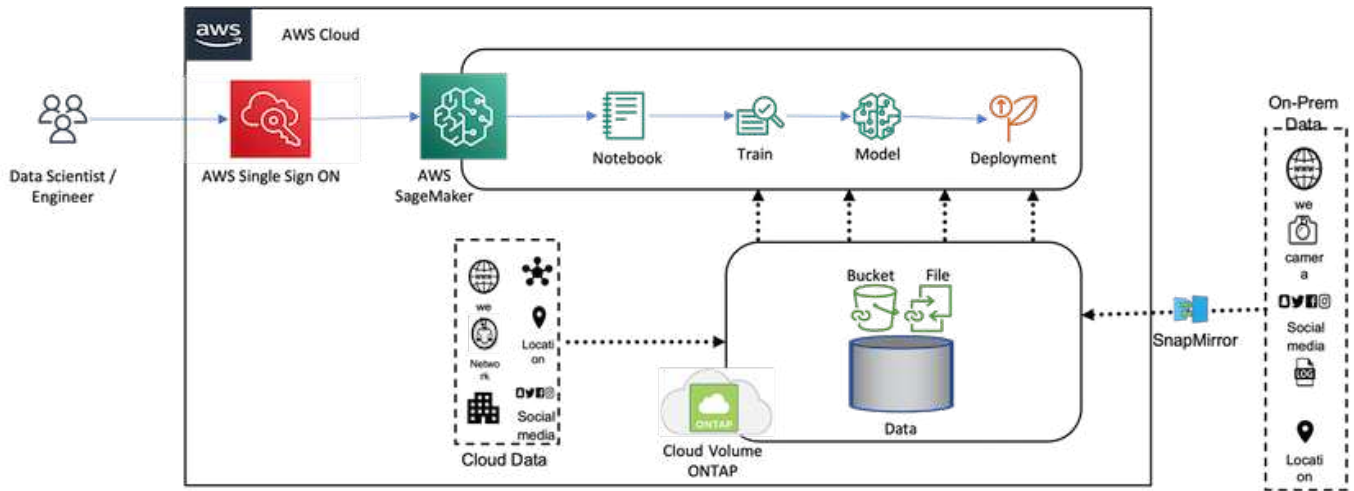 aws
AWS Cloud
Data Scientist /
Engineer
AWS Single Sign ON
AWS
SageMaker
Notebook
Train
Model
Deployment
www
we
Netwo
rk
Locati
on
Social
media
Cloud Data
Bucket
File
Data
ONTAP
Cloud Volume
ONTAP
SnapMirror
On-Prem
Data
www
we
camer
a
Social
media
LOG
Locati
on